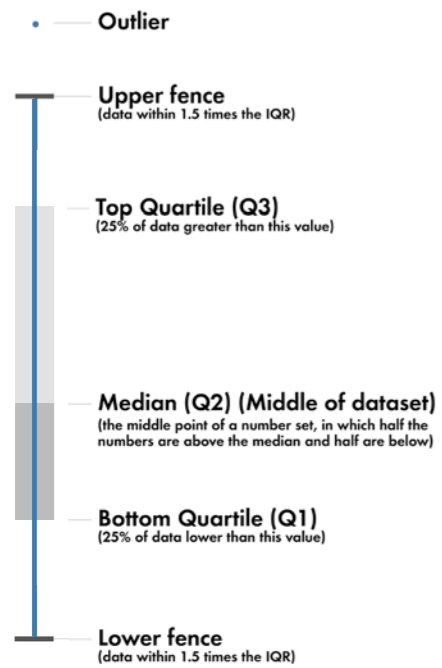 Outlier
Upper fence
(data within 1.5 times the IQR)
Top Quartile (Q3)
(25% of data greater than this value)
Median (Q2) (Middle of dataset)
(the middle point of a number set, in which half the
numbers are above the median and half are below)
Bottom Quartile (Q1)
(25% of data lower than this value)
Lower fence
(data within 1.5 times the IQR)